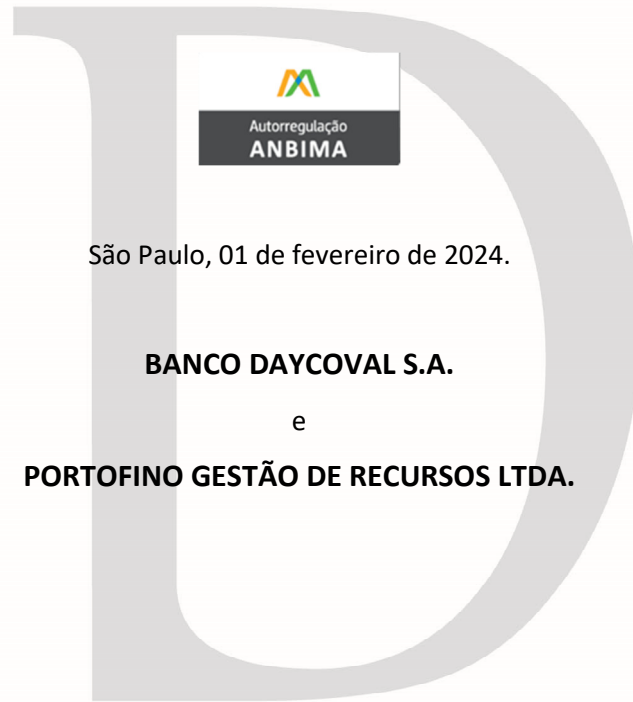 Autorregulação
ANBIMA
São Paulo, 01 de fevereiro de 2024.
BANCO DAYCOVAL S.A.
e
PORTOFINO GESTÃO DE RECURSOS LTDA.